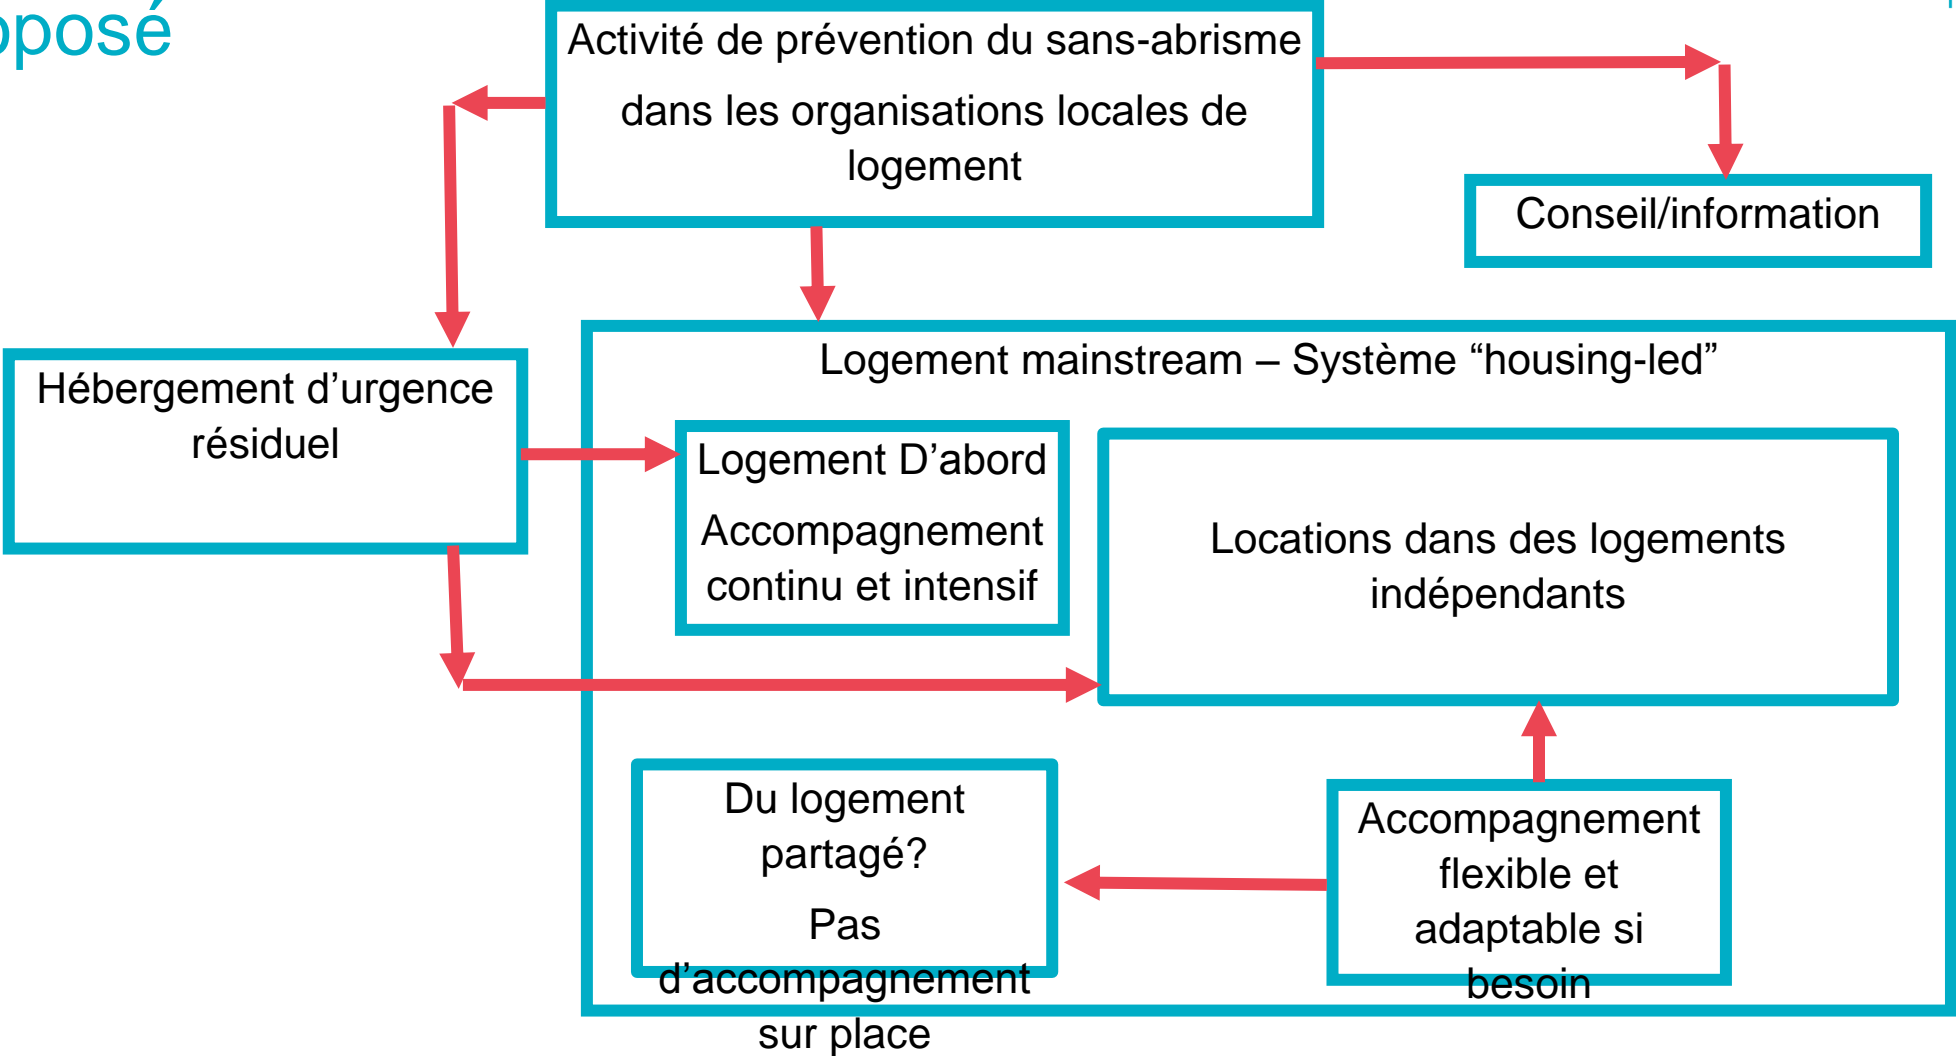 Activité de prévention du sans-abrisme
dans les organisations locales de
logement
Conseil/information
Hébergement d’urgence
résiduel
Logement mainstream – Système “housing-led”
Logement D’abord
Accompagnement
continu et intensif
Locations dans des logements
indépendants
Du logement
partagé?
Pas
d’accompagnement
sur place
Accompagnement
flexible et
adaptable si
besoin